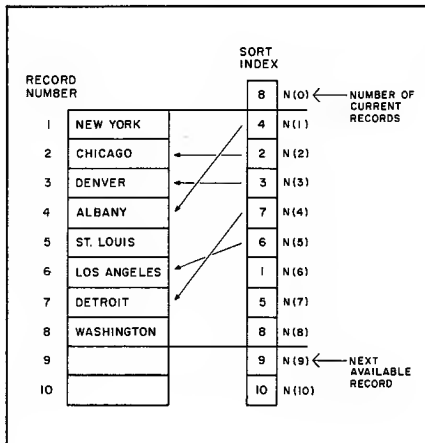 SORT
INDEX
RECORD
NUMBER
8 N(0) NUMBER OF
CURRENT
RECORDS
1 NEW YORK 4 N(1)
2 CHICAGO 2 N(2)
3 DENVER 3 N(3)
4 ALBANY 7 N(4)
5 ST. LOUIS 6 N(5)
6 LOS ANGELES 1 N(6)
7 DETROIT 5 N(7)
8 WASHINGTON 8 N(8)
9 9 N(9) NEXT
AVAILABLE
RECORD
10 10 N(10)